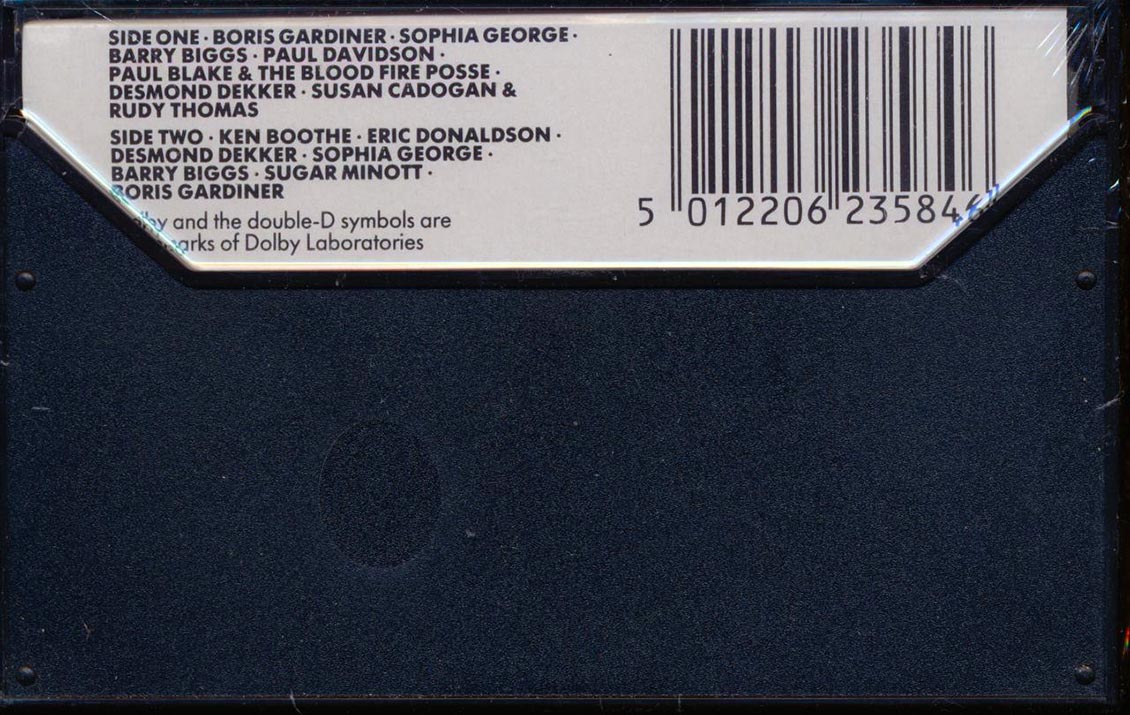 SIDE ONE · BORIS GARDINER · SOPHIA GEORGE ·
BARRY BIGGS · PAUL DAVIDSON ·
PAUL BLAKE & THE BLOOD FIRE POSSE ·
DESMOND DEKKER · SUSAN CADOGAN &
RUDY THOMAS
SIDE TWO · KEN BOOTHE · ERIC DONALDSON ·
DESMOND DEKKER · SOPHIA GEORGE ·
BARRY BIGGS · SUGAR MINOTT ·
BORIS GARDINER
and the double-D symbols are
of Dolby Laboratories
5 012206 235846